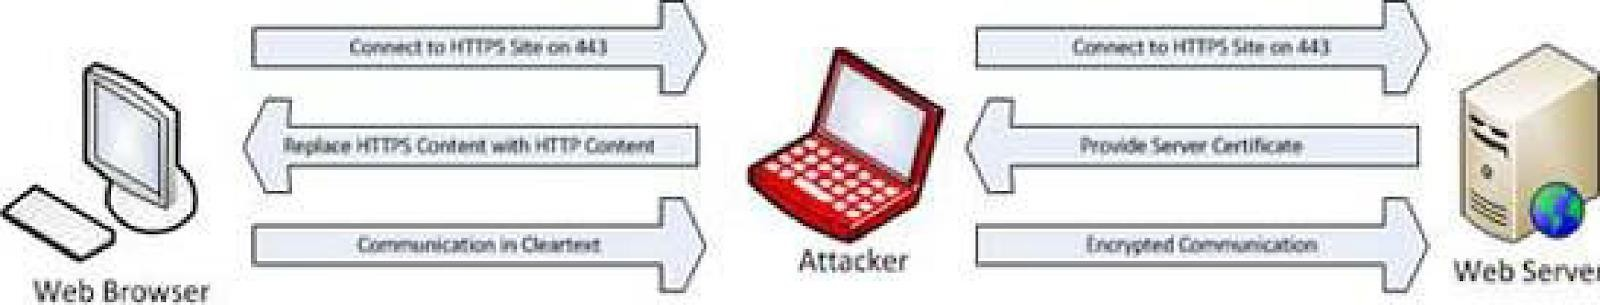 Connect to HTTPS Site on 443
Connect to HTTPS Site on 443
Replace HTTPS Content with HTTP Content
Provide Server Certificate
Communication in Cleartext
Encrypted Communication
Web Browser
Attacker
Web Server